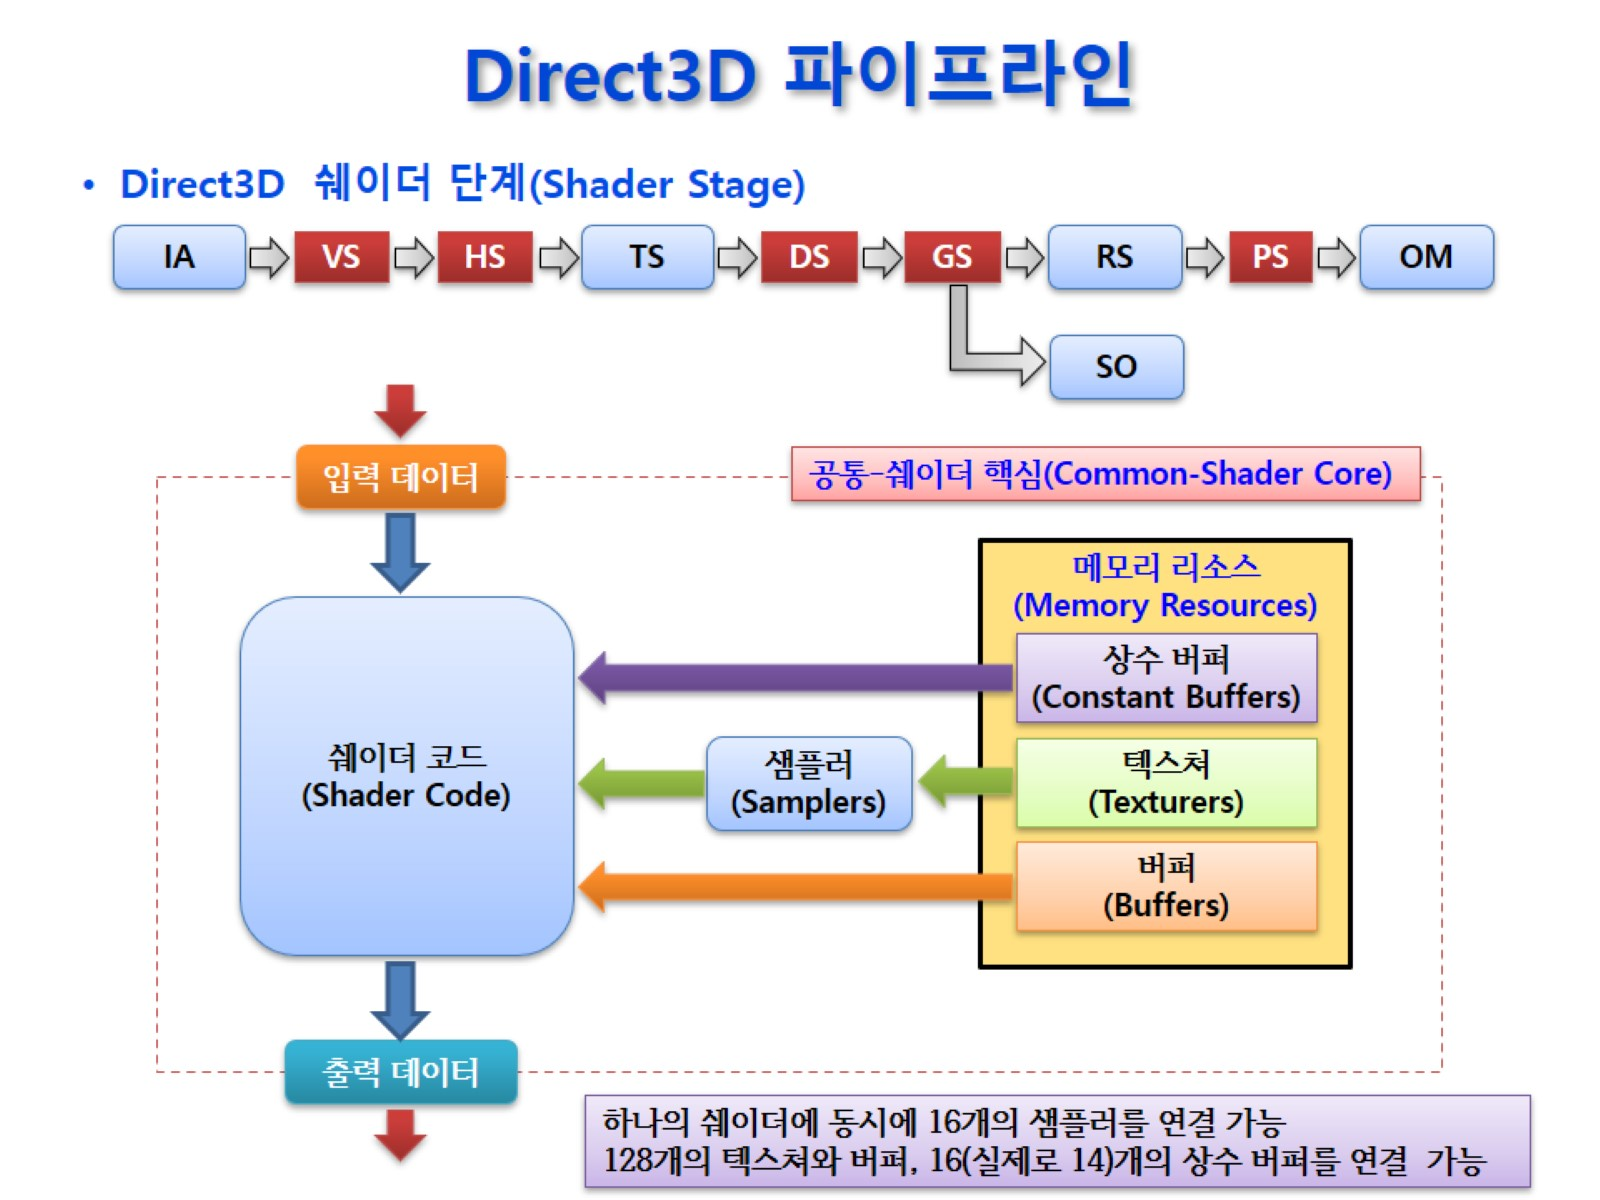 Direct3D 파이프라인
• Direct3D 쉐이더 단계(Shader Stage)
IA VS HS TS DS GS RS PS OM
SO
입력 데이터
공통-쉐이더 핵심(Common-Shader Core)
메모리 리소스
(Memory Resources)
상수 버퍼
(Constant Buffers)
쉐이더 코드
(Shader Code)
샘플러
(Samplers)
텍스쳐
(Texturers)
버퍼
(Buffers)
출력 데이터
하나의 쉐이더에 동시에 16개의 샘플러를 연결 가능
128개의 텍스쳐와 버퍼, 16(실제로 14)개의 상수 버퍼를 연결 가능